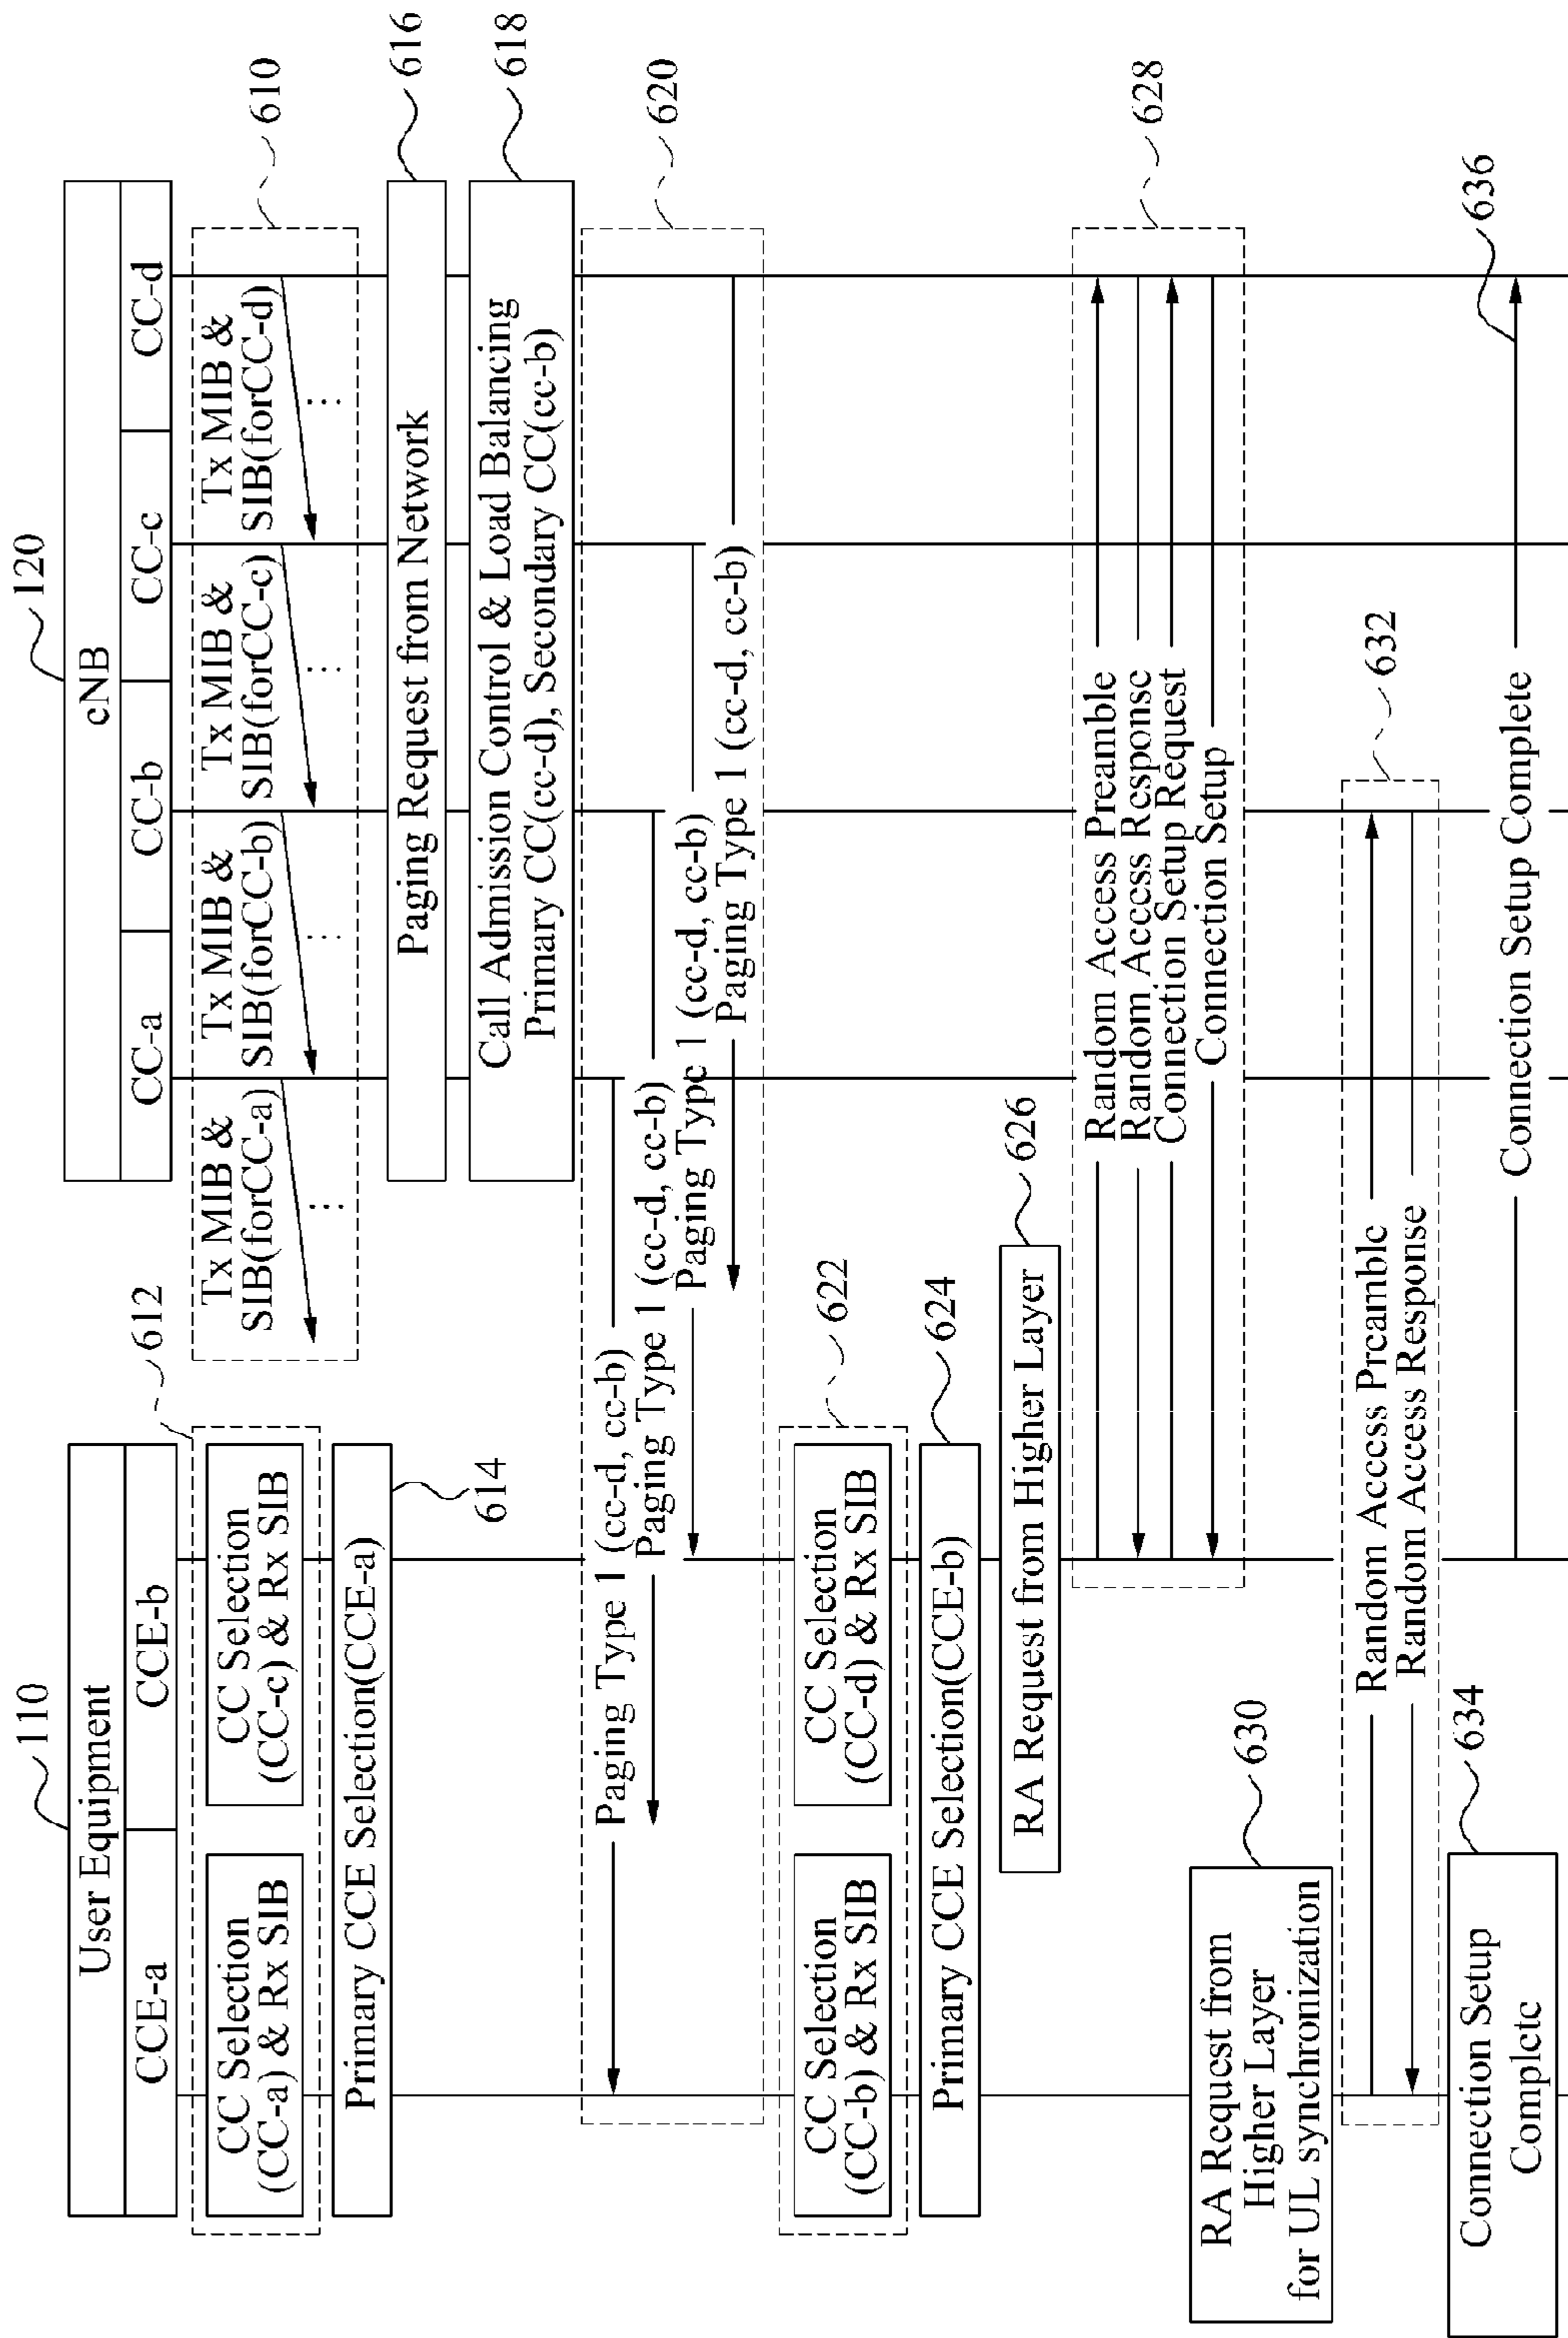 110
User Equipment
CCE-a
CCE-b
120
eNB
CC-a
CC-b
CC-c
CC-d
612
CC Selection
(CC-a) & Rx SIB
CC Selection
(CC-c) & Rx SIB
Tx MIB &
SIB(forCC-a)
Tx MIB &
SIB(forCC-b)
Tx MIB &
SIB(forCC-c)
Tx MIB &
SIB(forCC-d)
610
Primary CCE Selection(CCE-a)
614
Paging Request from Network
616
Call Admission Control & Load Balancing
Primary CC(cc-d), Secondary CC(cc-b)
618
Paging Type 1 (cc-d, cc-b)
Paging Type 1 (cc-d, cc-b)
Paging Type 1 (cc-d, cc-b)
Paging Type 1 (cc-d, cc-b)
620
CC Selection
(CC-b) & Rx SIB
CC Selection
(CC-d) & Rx SIB
622
Primary CCE Selection(CCE-b)
624
RA Request from Higher Layer
626
Random Access Preamble
Random Access Response
Connection Setup Request
Connection Setup
628
RA Request from
Higher Layer
for UL synchronization
630
Random Access Preamble
Random Access Response
632
Connection Setup
Complete
634
Connection Setup Complete
636